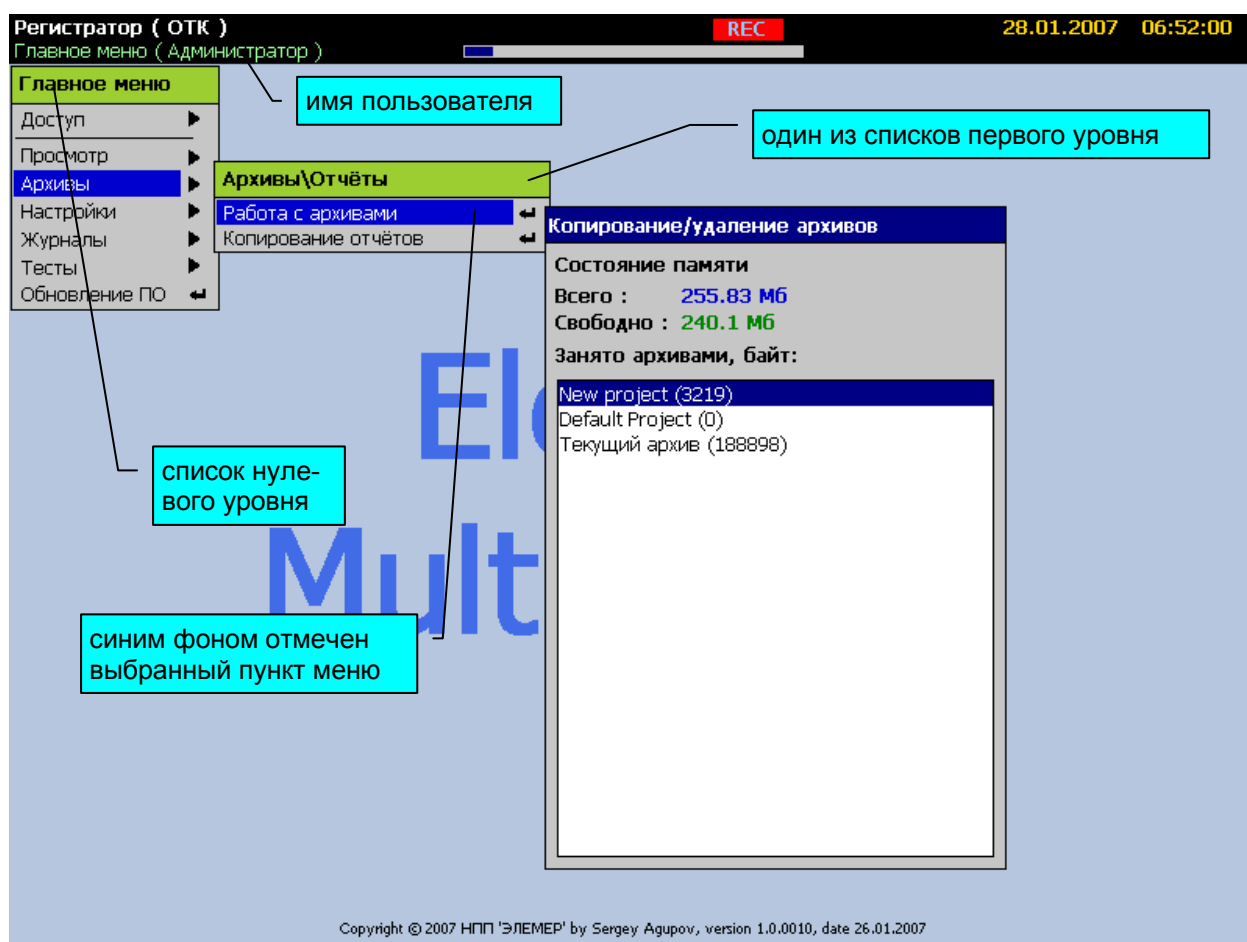 Регистратор ( ОТК )
REC
28.01.2007 06:52:00
Главное меню ( Администратор )
Главное меню
имя пользователя
один из списков первого уровня
Доступ
Просмотр
Архивы
Настройки
Журналы
Тесты
Обновление ПО
Архивы\Отчёты
Работа с архивами
Копирование отчётов
Копирование/удаление архивов
Состояние памяти
Всего : 255.83 Мб
Свободно : 240.1 Мб
Занято архивами, байт:
New project (3219)
Default Project (0)
Текущий архив (188898)
список нуле-
вого уровня
синим фоном отмечен
выбранный пункт меню
Mult
Copyright © 2007 НПП 'ЭЛЕМЕР' by Sergey Agupov, version 1.0.0010, date 26.01.2007